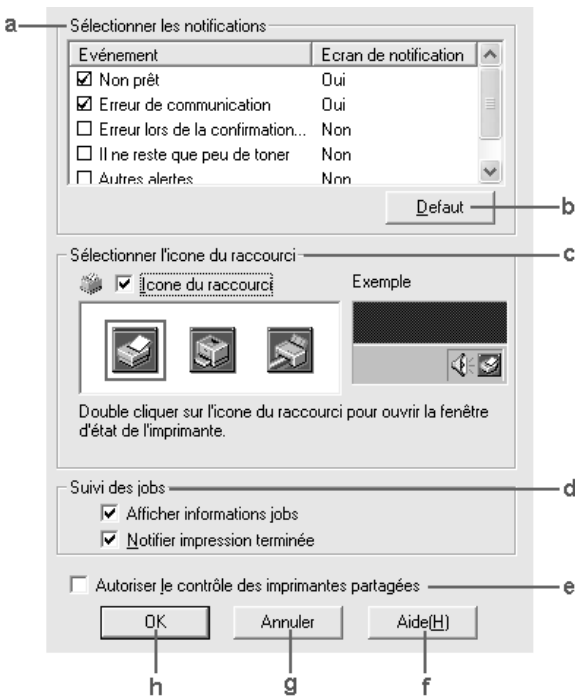 a
Sélectionner les notifications
Evénement Ecran de notification
Non prêt Oui
Erreur de communication Oui
Erreur lors de la confirmation... Non
Il ne reste que peu de toner Non
Autres alertes Non
Defaut
b
Sélectionner l'icone du raccourci
c
Icone du raccourci Exemple
Double cliquer sur l'icone du raccourci pour ouvrir la fenêtre
d'état de l'imprimante.
Suivi des jobs
d
Afficher informations jobs
Notifier impression terminée
Autoriser le contrôle des imprimantes partagées
e
OK Annuler Aide(H)
h g f